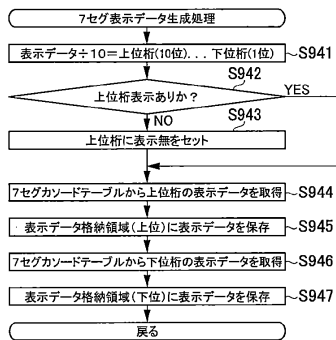 7セグ表示データ生成処理
表示データ÷10=上位桁(10位)...下位桁(1位)
S941
S942
上位桁表示ありか?
YES
NO
S943
上位桁に表示無をセット
7セグカソードテーブルから上位桁の表示データを取得
S944
表示データ格納領域(上位)に表示データを保存
S945
7セグカソードテーブルから下位桁の表示データを取得
S946
表示データ格納領域(下位)に表示データを保存
S947
戻る